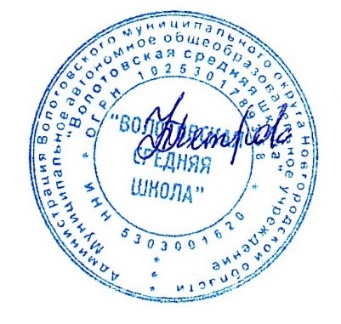 Администрация Волотовского муниципального округа Новгородской области
Муниципальное автономное общеобразовательное учреждение
"Волотовская средняя школа"
* ОГРН 102530178
* ИНН 5303001620 *
"ВОЛОТОВСКАЯ
СРЕДНЯЯ
ШКОЛА"